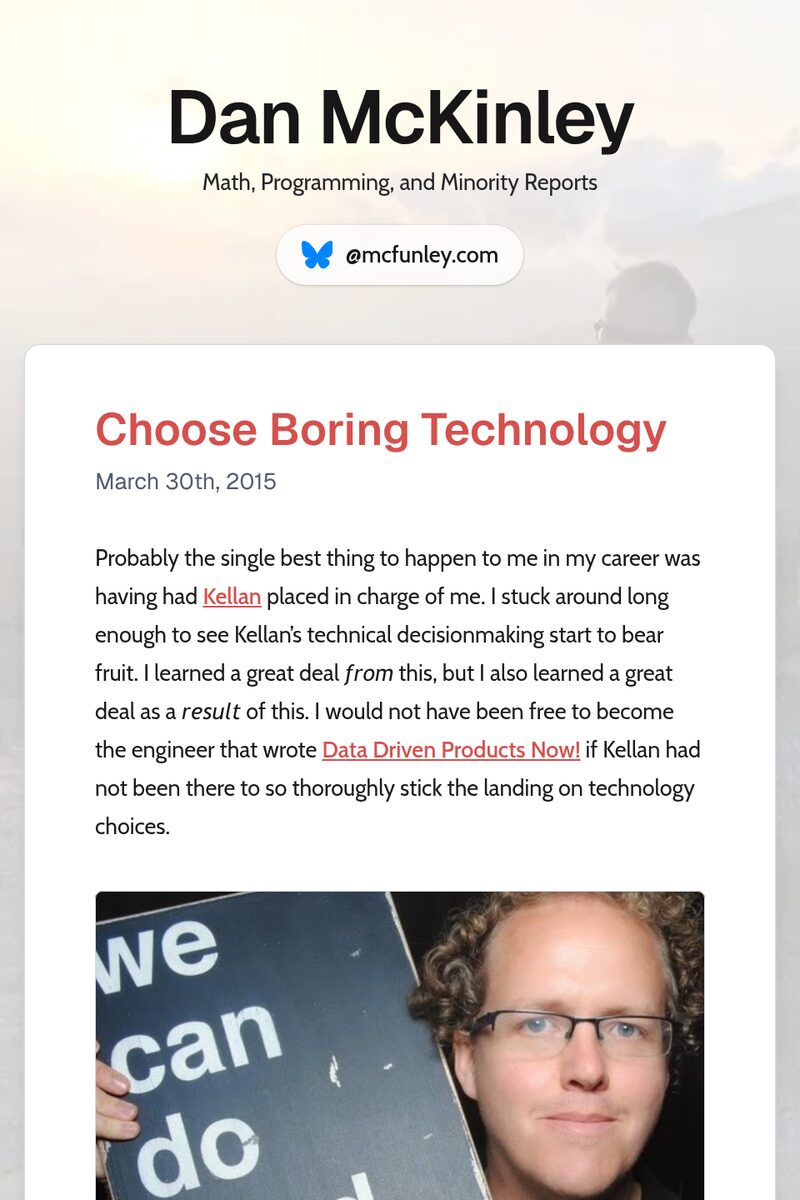 Dan McKinley
Math, Programming, and Minority Reports
@mcfunley.com
Choose Boring Technology
March 30th, 2015
Probably the single best thing to happen to me in my career was
having had Kellan placed in charge of me. I stuck around long
enough to see Kellan’s technical decisionmaking start to bear
fruit. I learned a great deal from this, but I also learned a great
deal as a result of this. I would not have been free to become
the engineer that wrote Data Driven Products Now! if Kellan had
not been there to so thoroughly stick the landing on technology
choices.
we
can
do